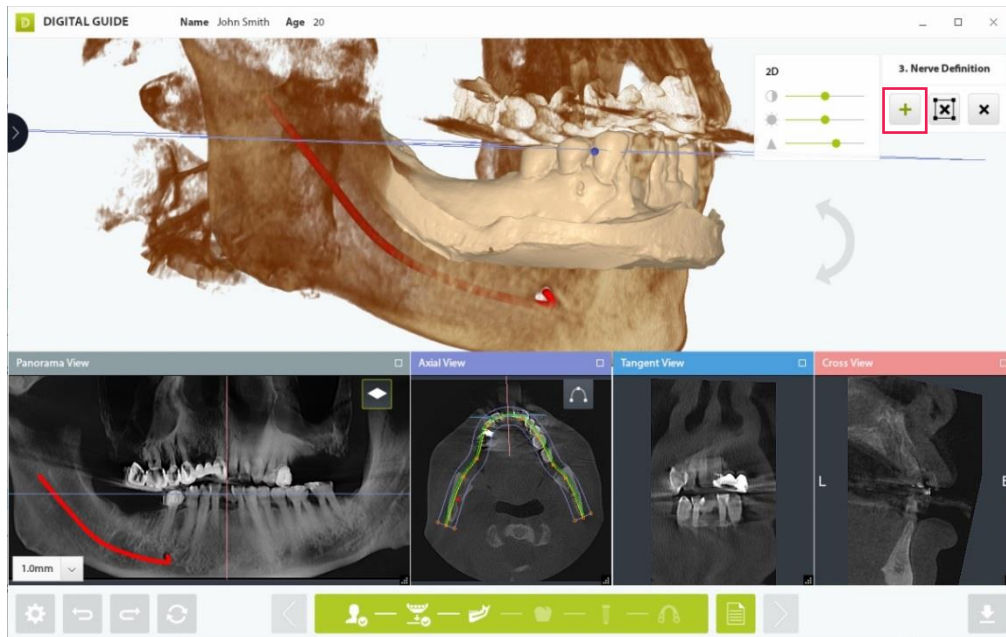 D DIGITAL GUIDE Name John Smith Age 20
2D
3. Nerve Definition
Panorama View
Axial View
Tangent View
Cross View
L
1.0mm